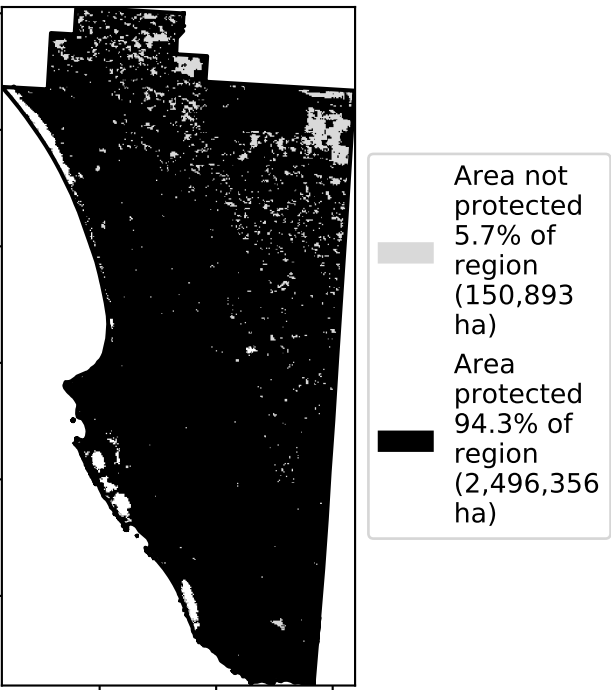 Area not
protected
5.7% of
region
(150,893
ha)
Area
protected
94.3% of
region
(2,496,356
ha)